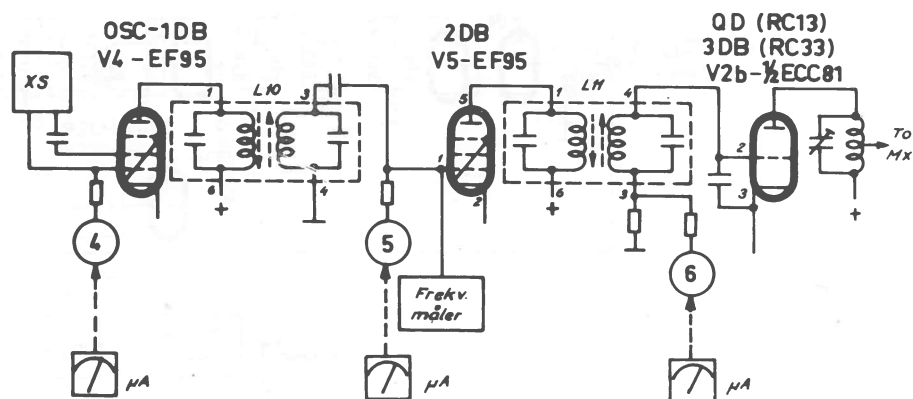 OSC-1DB
V4-EF95
2DB
V5-EF95
QD (RC13)
3DB (RC33)
V2b-½ECC81
XS
1
L10
3
6
4
+
5
1
2
1
L11
4
6
3
+
2
3
To
Mx
+
4
5
6
Frekv.
måler
µA
µA
µA